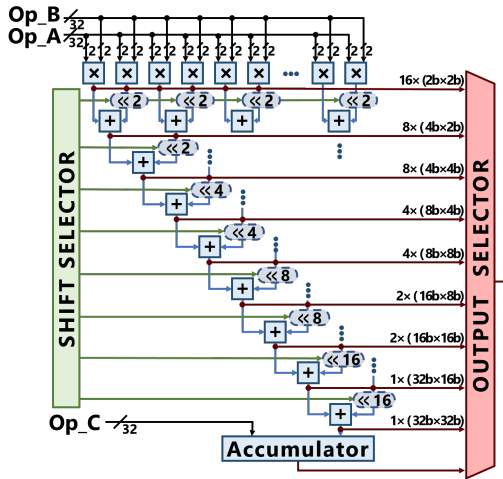 Op_B 32
Op_A 32
2 2 2 2 2 2 2 2 2 2 2 2 2 2 2 2
× × × × × × ... × ×
16× (2b×2b)
<<2 <<2 <<2 <<2
+ + + +
8× (4b×2b)
<<2
+
8× (4b×4b)
<<4
+
4× (8b×4b)
<<4
+
4× (8b×8b)
<<8
+
2× (16b×8b)
<<8
+
2× (16b×16b)
<<16
+
1× (32b×16b)
<<16
+
1× (32b×32b)
SHIFT SELECTOR
OUTPUT SELECTOR
Op_C 32
Accumulator